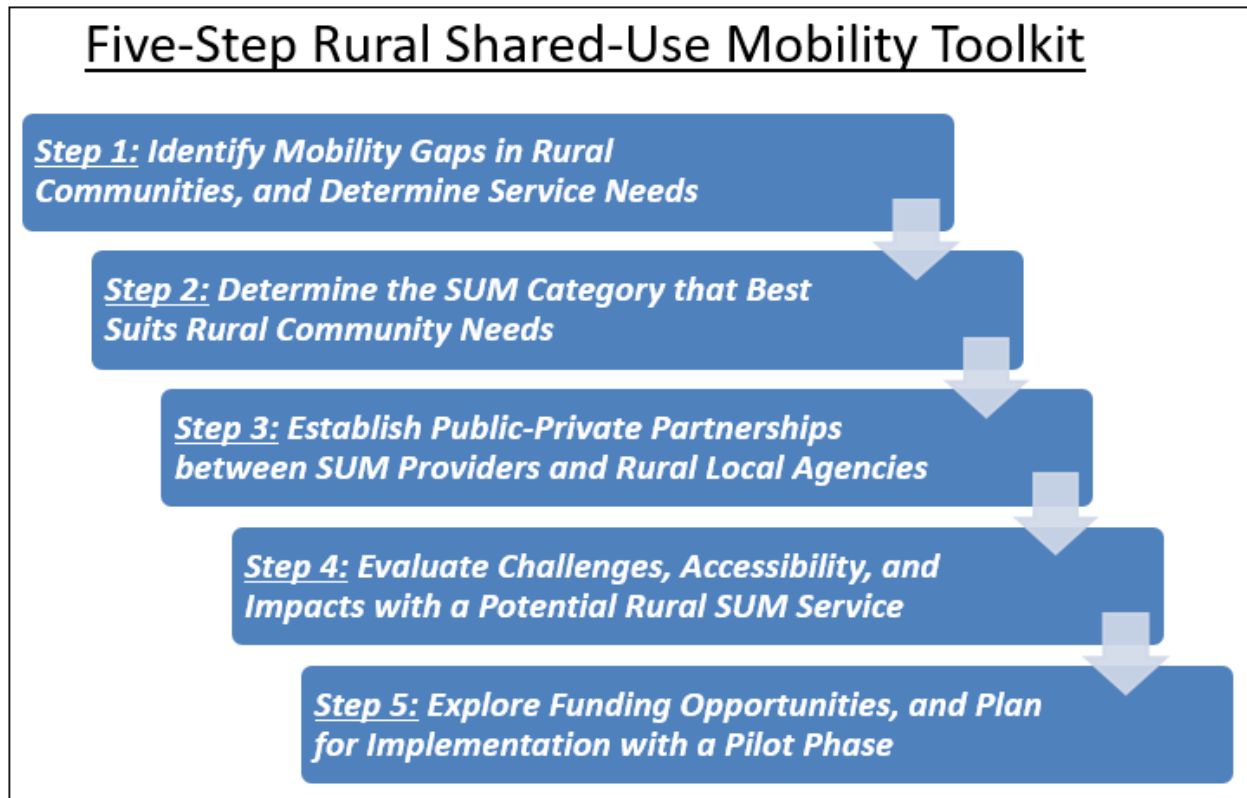 Five-Step Rural Shared-Use Mobility Toolkit
Step 1: Identify Mobility Gaps in Rural
Communities, and Determine Service Needs
Step 2: Determine the SUM Category that Best
Suits Rural Community Needs
Step 3: Establish Public-Private Partnerships
between SUM Providers and Rural Local Agencies
Step 4: Evaluate Challenges, Accessibility, and
Impacts with a Potential Rural SUM Service
Step 5: Explore Funding Opportunities, and Plan
for Implementation with a Pilot Phase